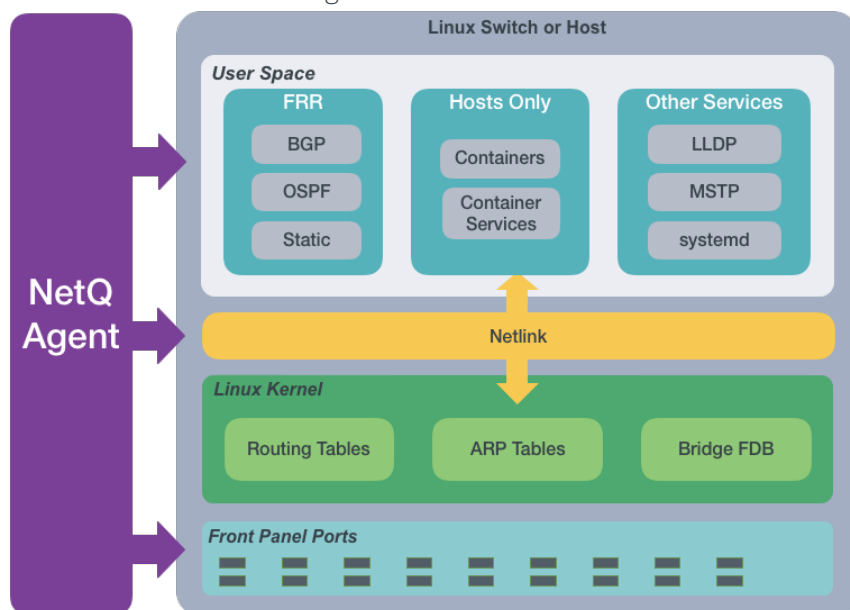 Linux Switch or Host
User Space
FRR
BGP
OSPF
Static
Hosts Only
Containers
Container
Services
Other Services
LLDP
MSTP
systemd
NetQ
Agent
Netlink
Linux Kernel
Routing Tables
ARP Tables
Bridge FDB
Front Panel Ports